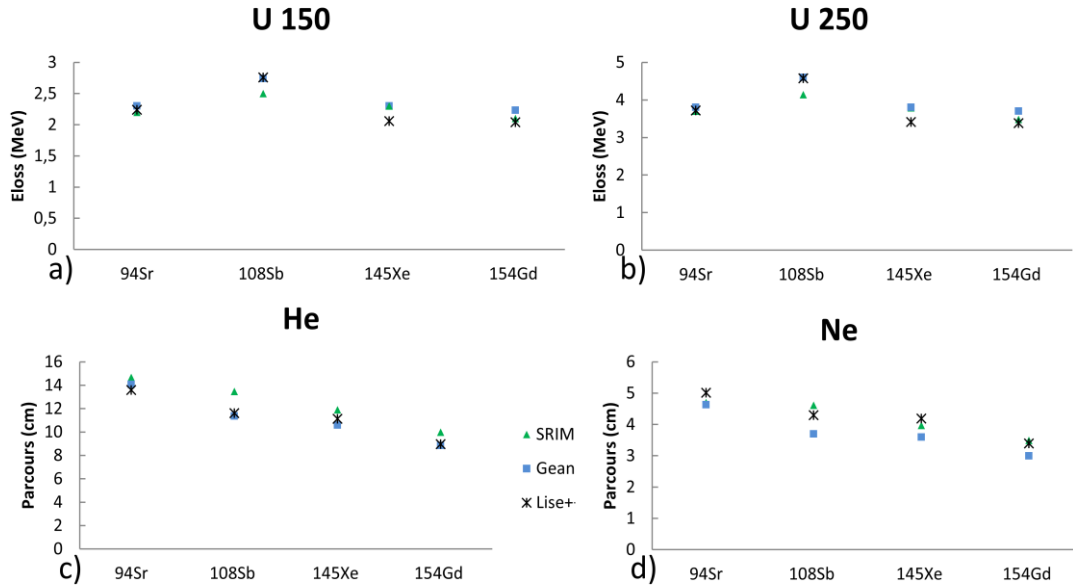 U 150
Eloss (MeV)
3
2,5
2
1,5
1
0,5
0
a)
94Sr 108Sb 145Xe 154Gd
U 250
Eloss (MeV)
5
4
3
2
1
0
b)
94Sr 108Sb 145Xe 154Gd
He
Parcours (cm)
16
14
12
10
8
6
4
2
0
c)
94Sr 108Sb 145Xe 154Gd
SRIM
Gean
Lise+
Ne
Parcours (cm)
6
5
4
3
2
1
0
d)
94Sr 108Sb 145Xe 154Gd